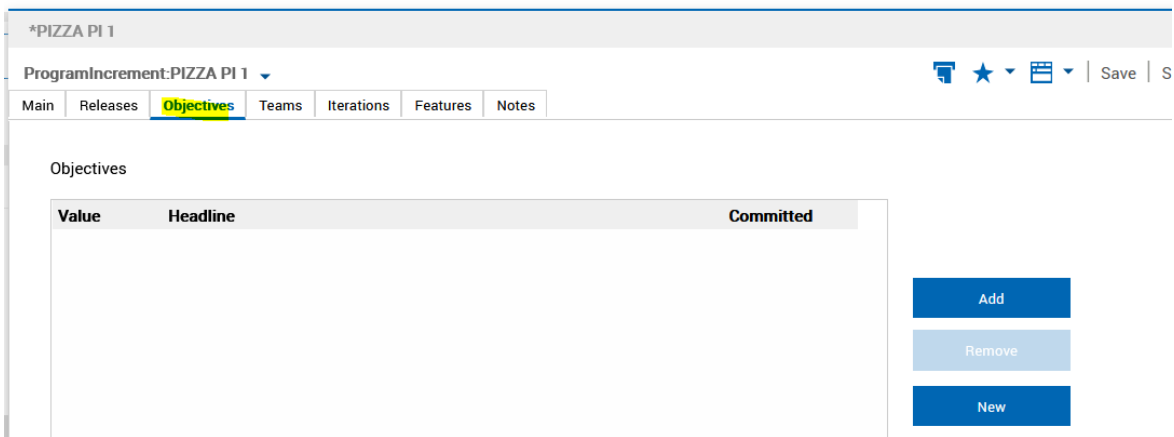 *PIZZA PI 1
ProgramIncrement:PIZZA PI 1
Save S
Main Releases Objectives Teams Iterations Features Notes
Objectives
Value Headline Committed
Add
Remove
New